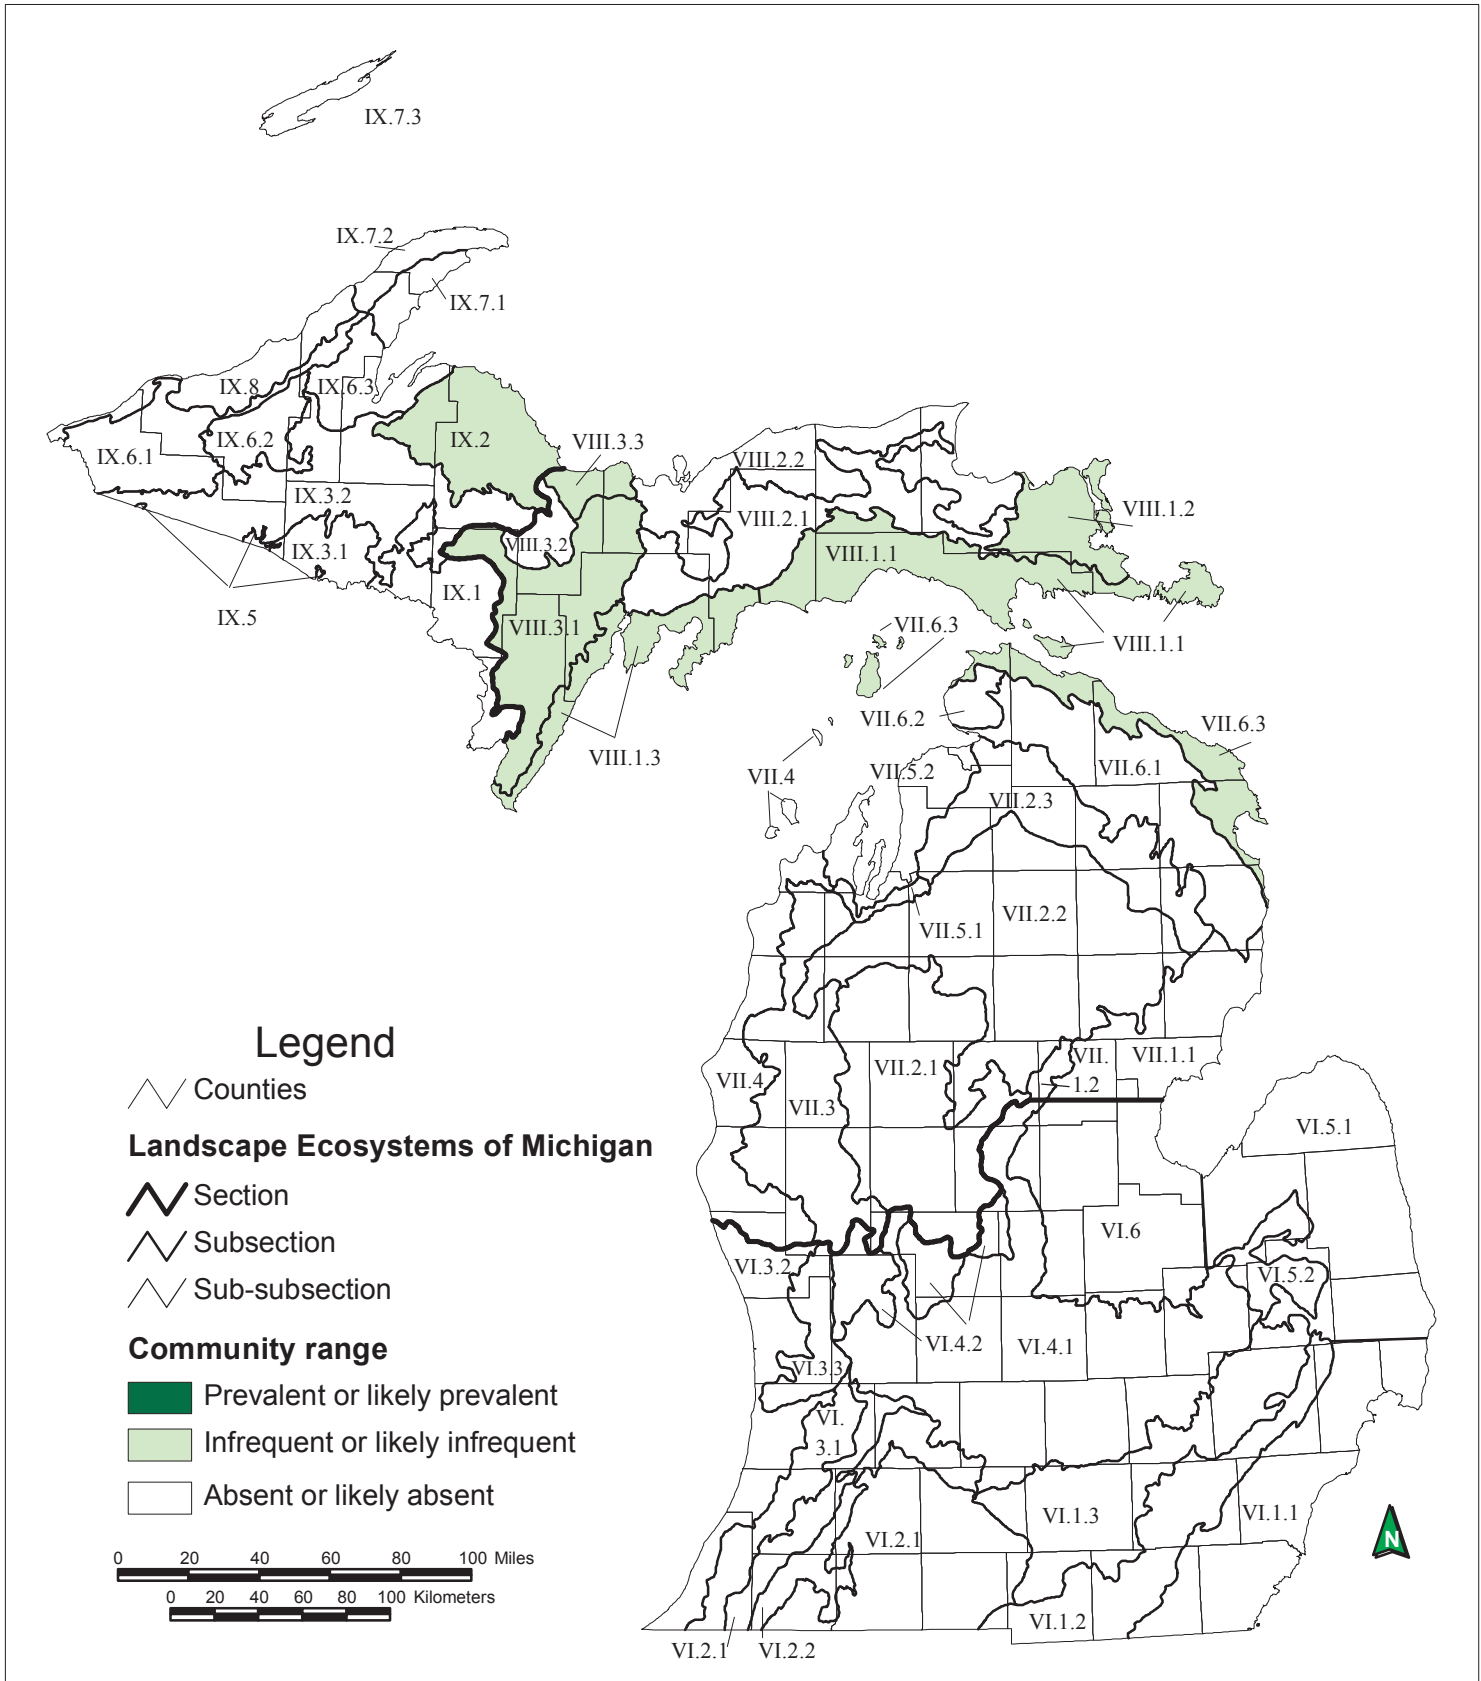 IX.7.3
IX.7.2
IX.7.1
IX.8
IX.6.3
IX.6.2
IX.6.1
IX.2
VIII.3.3
VIII.2.2
VIII.2.1
VIII.1.2
IX.3.2
IX.3.1
VIII.3.2
VIII.1.1
IX.1
IX.5
VIII.3.1
VII.6.3
VIII.1.1
VII.6.2
VII.6.3
VIII.1.3
VII.4
VII.5.2
VII.6.1
VII.2.3
VII.5.1
VII.2.2
VII.4
VII.3
VII.2.1
VII.
1.2
VII.1.1
VI.5.1
VI.6
VI.3.2
VI.5.2
VI.4.2
VI.4.1
VI.3.3
VI.
3.1
VI.1.3
VI.1.1
VI.2.1
VI.1.2
VI.2.1
VI.2.2
Legend
Counties
Landscape Ecosystems of Michigan
Section
Subsection
Sub-subsection
Community range
Prevalent or likely prevalent
Infrequent or likely infrequent
Absent or likely absent
0 20 40 60 80 100 Miles
0 20 40 60 80 100 Kilometers
N